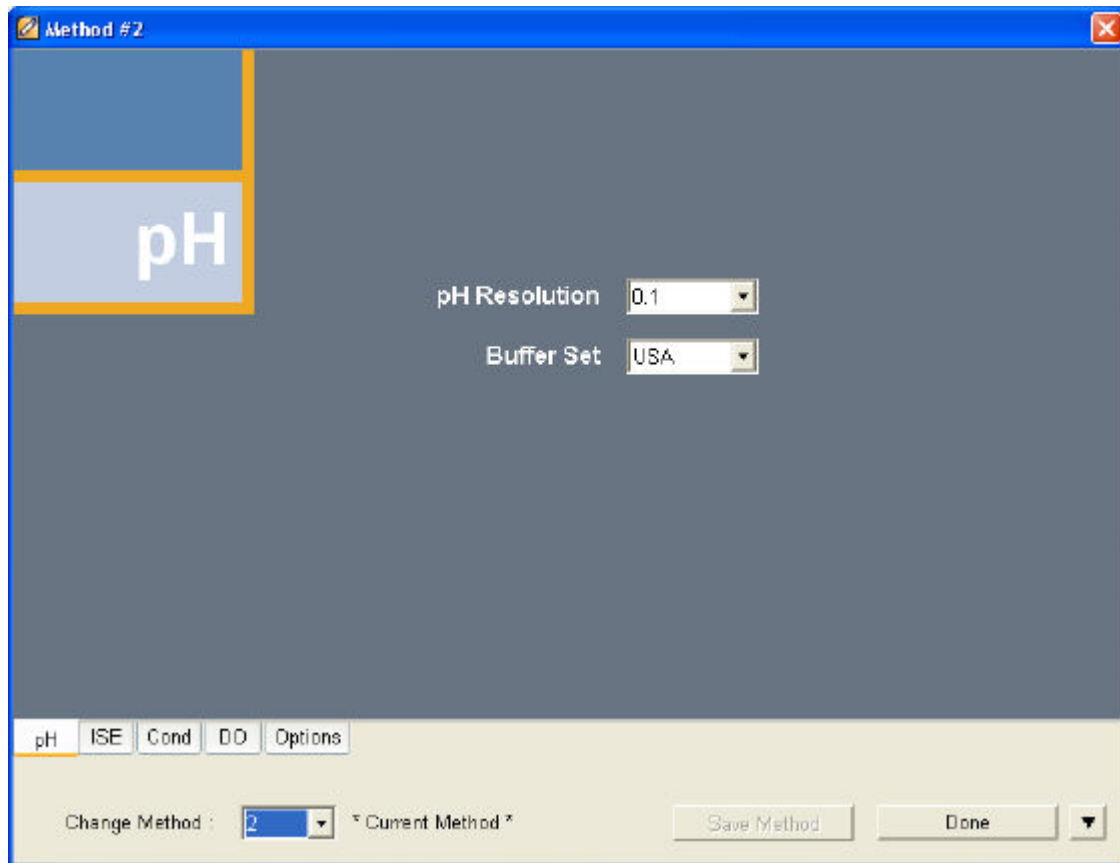 Method #2
pH
pH Resolution 0.1
Buffer Set USA
pH ISE Cond DO Options
Change Method : 2 * Current Method * Save Method Done